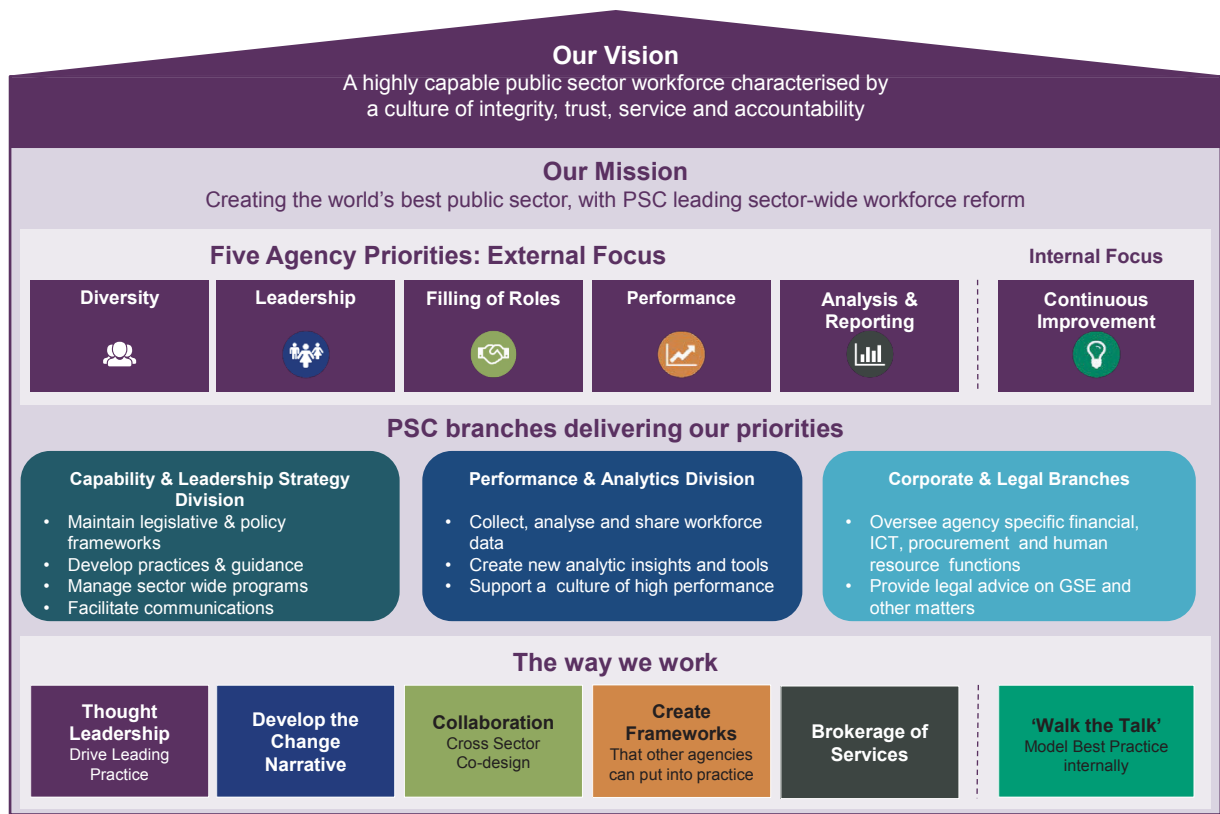 Our Vision
A highly capable public sector workforce characterised by
a culture of integrity, trust, service and accountability
Our Mission
Creating the world's best public sector, with PSC leading sector-wide workforce reform
Five Agency Priorities: External Focus
Internal Focus
Diversity
Leadership
Filling of Roles
Performance
Analysis &
Reporting
Continuous
Improvement
PSC branches delivering our priorities
Capability & Leadership Strategy
Division
• Maintain legislative & policy
frameworks
• Develop practices & guidance
• Manage sector wide programs
• Facilitate communications
Performance & Analytics Division
• Collect, analyse and share workforce
data
• Create new analytic insights and tools
• Support a culture of high performance
Corporate & Legal Branches
• Oversee agency specific financial,
ICT, procurement and human
resource functions
• Provide legal advice on GSE and
other matters
The way we work
Thought
Leadership
Drive Leading
Practice
Develop the
Change
Narrative
Collaboration
Cross Sector
Co-design
Create
Frameworks
That other agencies
can put into practice
Brokerage of
Services
'Walk the Talk'
Model Best Practice
internally